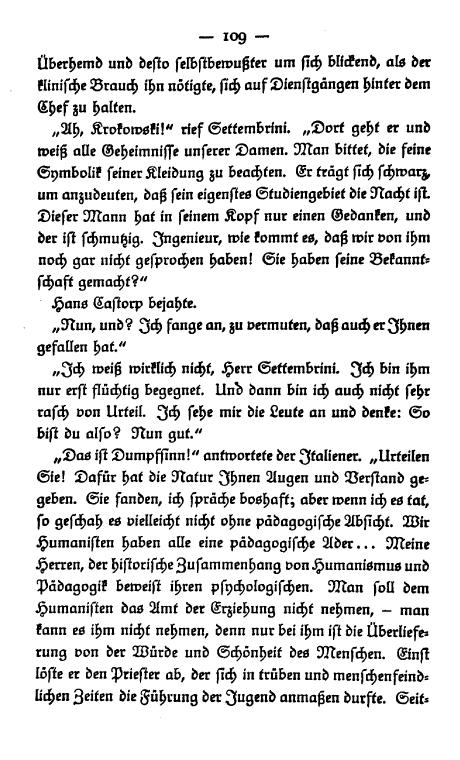 — 109 —
Überhemd und desto selbstbewußter um sich blickend, als der
klinische Brauch ihn nötigte, sich auf Dienstgängen hinter dem
Chef zu halten.
„Ah, Krokowski!“ rief Settembrini. „Dort geht er und
weiß alle Geheimnisse unserer Damen. Man bittet, die feine
Symbolik seiner Kleidung zu beachten. Er trägt sich schwarz,
um anzudeuten, daß sein eigenstes Studiengebiet die Nacht ist.
Dieser Mann hat in seinem Kopf nur einen Gedanken, und
der ist schmutzig. Ingenieur, wie kommt es, daß wir von ihm
noch gar nicht gesprochen haben! Sie haben seine Bekannt-
schaft gemacht?“
Hans Castorp bejahte.
„Nun, und? Ich fange an, zu vermuten, daß auch er Ihnen
gefallen hat.“
„Ich weiß wirklich nicht, Herr Settembrini. Ich bin ihm
nur erst flüchtig begegnet. Und dann bin ich auch nicht sehr
rasch von Urteil. Ich sehe mir die Leute an und denke: So
bist du also? Nun gut.“
„Das ist Dumpfsinn!“ antwortete der Italiener. „Urteilen
Sie! Dafür hat die Natur Ihnen Augen und Verstand ge-
geben. Sie fanden, ich spräche boshaft; aber wenn ich es tat,
so geschah es vielleicht nicht ohne pädagogische Absicht. Wir
Humanisten haben alle eine pädagogische Ader... Meine
Herren, der historische Zusammenhang von Humanismus und
Pädagogik beweist ihren psychologischen. Man soll dem
Humanisten das Amt der Erziehung nicht nehmen, – man
kann es ihm nicht nehmen, denn nur bei ihm ist die Überliefe-
rung von der Würde und Schönheit des Menschen. Einst
löste er den Priester ab, der sich in trüben und menschenfeind-
lichen Zeiten die Führung der Jugend anmaßen durfte. Seit-